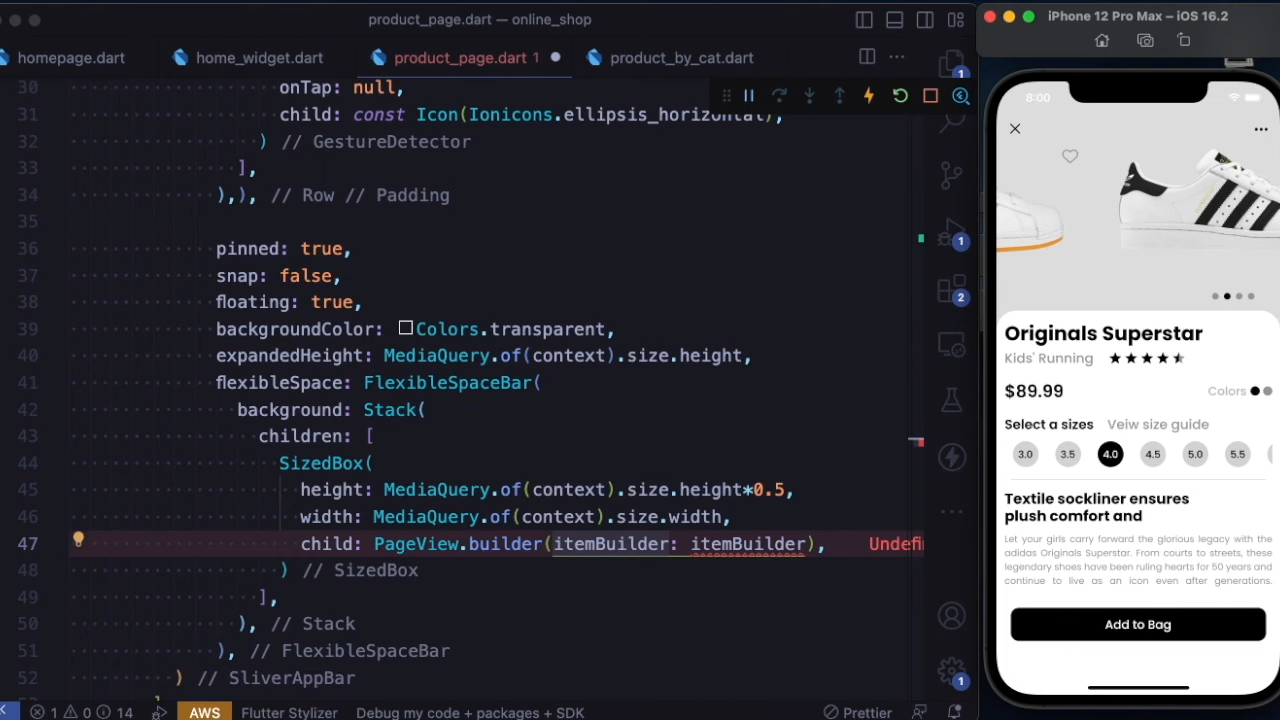 product_page.dart — online_shop
homepage.dart
home_widget.dart
product_page.dart 1
product_by_cat.dart
30 onTap: null,
31 child: const Icon(Ionicons.ellipsis_horizontal),
32 ) // GestureDetector
33 ],
34 ),), // Row // Padding
35
36 pinned: true,
37 snap: false,
38 floating: true,
39 backgroundColor: Colors.transparent,
40 expandedHeight: MediaQuery.of(context).size.height,
41 flexibleSpace: FlexibleSpaceBar(
42 background: Stack(
43 children: [
44 SizedBox(
45 height: MediaQuery.of(context).size.height*0.5,
46 width: MediaQuery.of(context).size.width,
47 child: PageView.builder(itemBuilder: itemBuilder), Undefi
48 ) // SizedBox
49 ],
50 ), // Stack
51 ), // FlexibleSpaceBar
52 ) // SliverAppBar
1
1
2
1
1 0 14
AWS
Flutter Stylizer
Debug my code + packages + SDK
Prettier
iPhone 12 Pro Max – iOS 16.2
8:00
Originals Superstar
Kids' Running
$89.99
Colors
Select a sizes Veiw size guide
3.0 3.5 4.0 4.5 5.0 5.5
Textile sockliner ensures
plush comfort and
Let your girls carry forward the glorious legacy with the
adidas Originals Superstar. From courts to streets, these
legendary shoes have been ruling hearts for 50 years and
continue to live as an icon even after generations.
Add to Bag